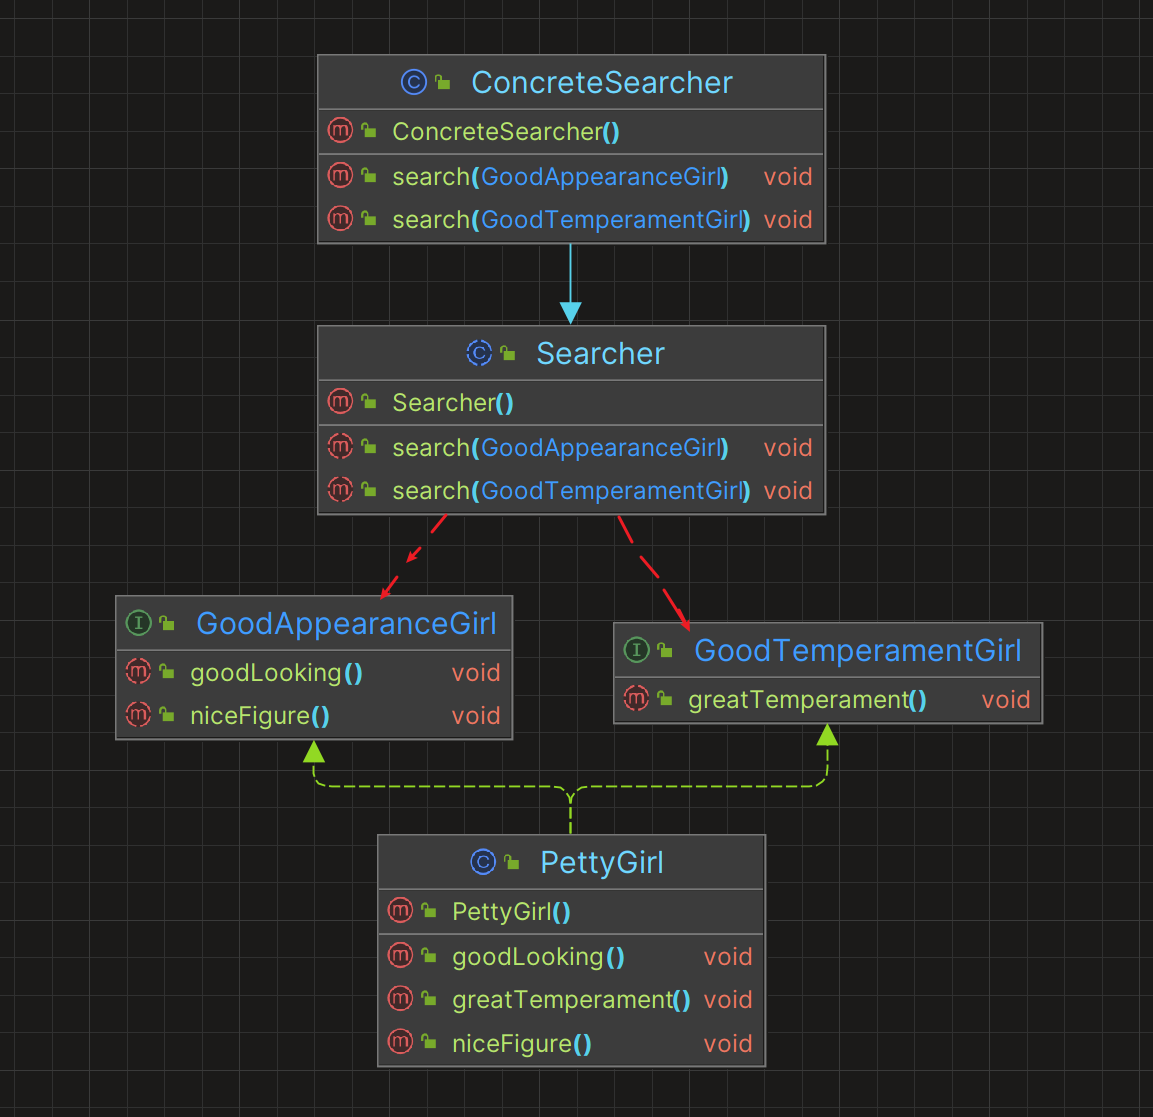 ConcreteSearcher
ConcreteSearcher()
search(GoodAppearanceGirl) void
search(GoodTemperamentGirl) void
Searcher
Searcher()
search(GoodAppearanceGirl) void
search(GoodTemperamentGirl) void
GoodAppearanceGirl
goodLooking() void
niceFigure() void
GoodTemperamentGirl
greatTemperament() void
PettyGirl
PettyGirl()
goodLooking() void
greatTemperament() void
niceFigure() void